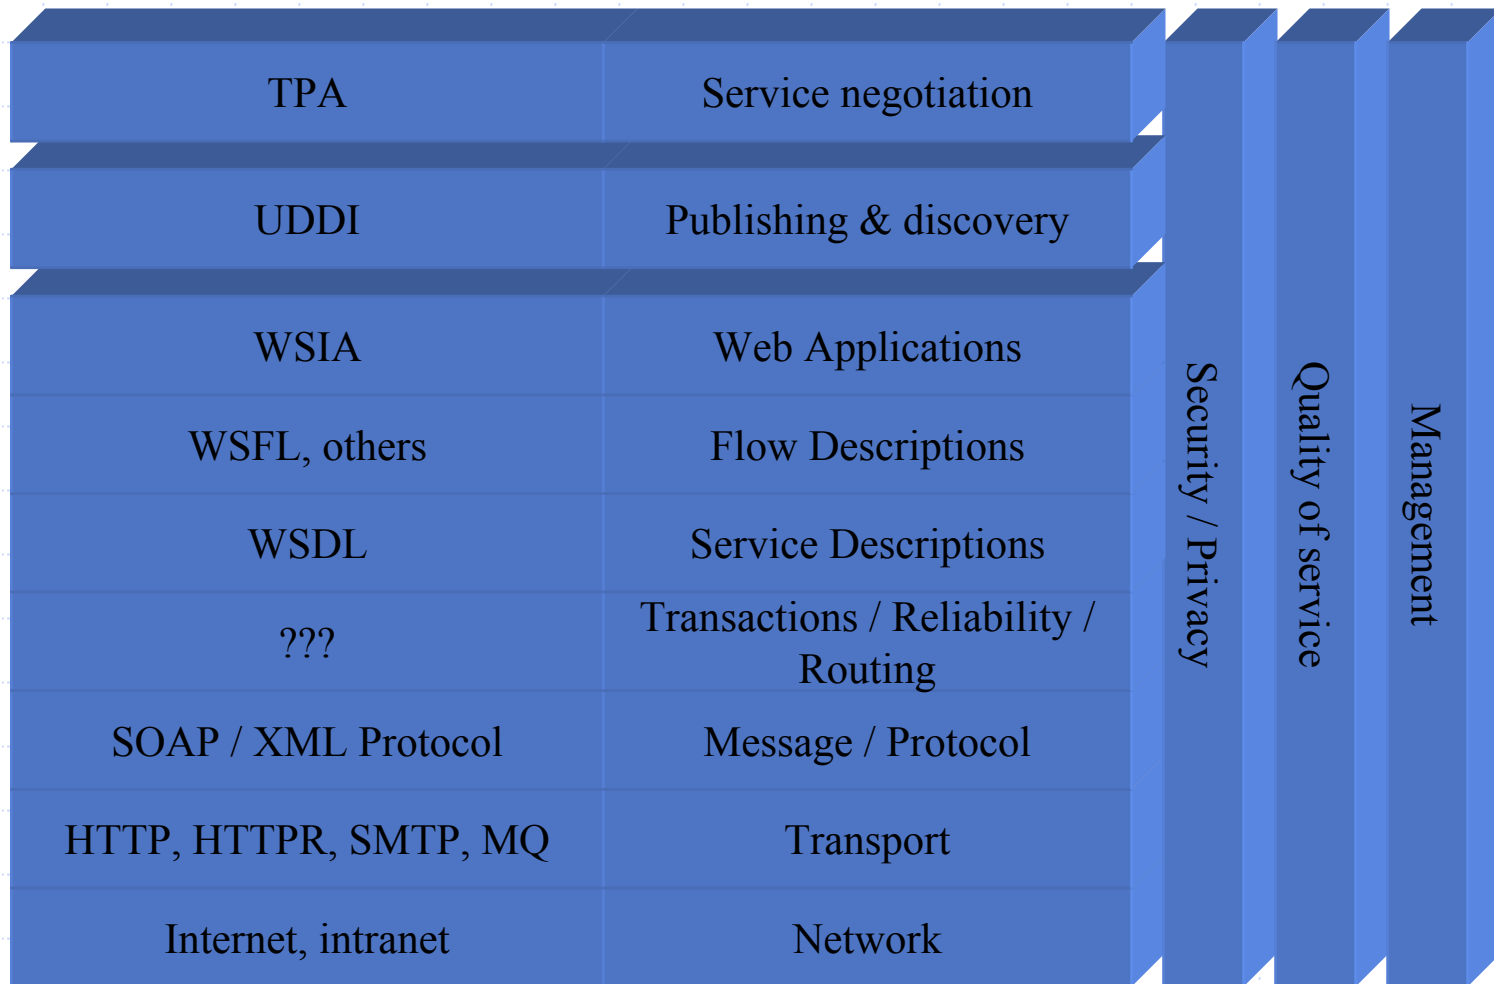 TPA
Service negotiation
UDDI
Publishing & discovery
WSIA
Web Applications
WSFL, others
Flow Descriptions
WSDL
Service Descriptions
???
Transactions / Reliability /
Routing
SOAP / XML Protocol
Message / Protocol
HTTP, HTTPR, SMTP, MQ
Transport
Internet, intranet
Network
Security / Privacy
Quality of service
Management